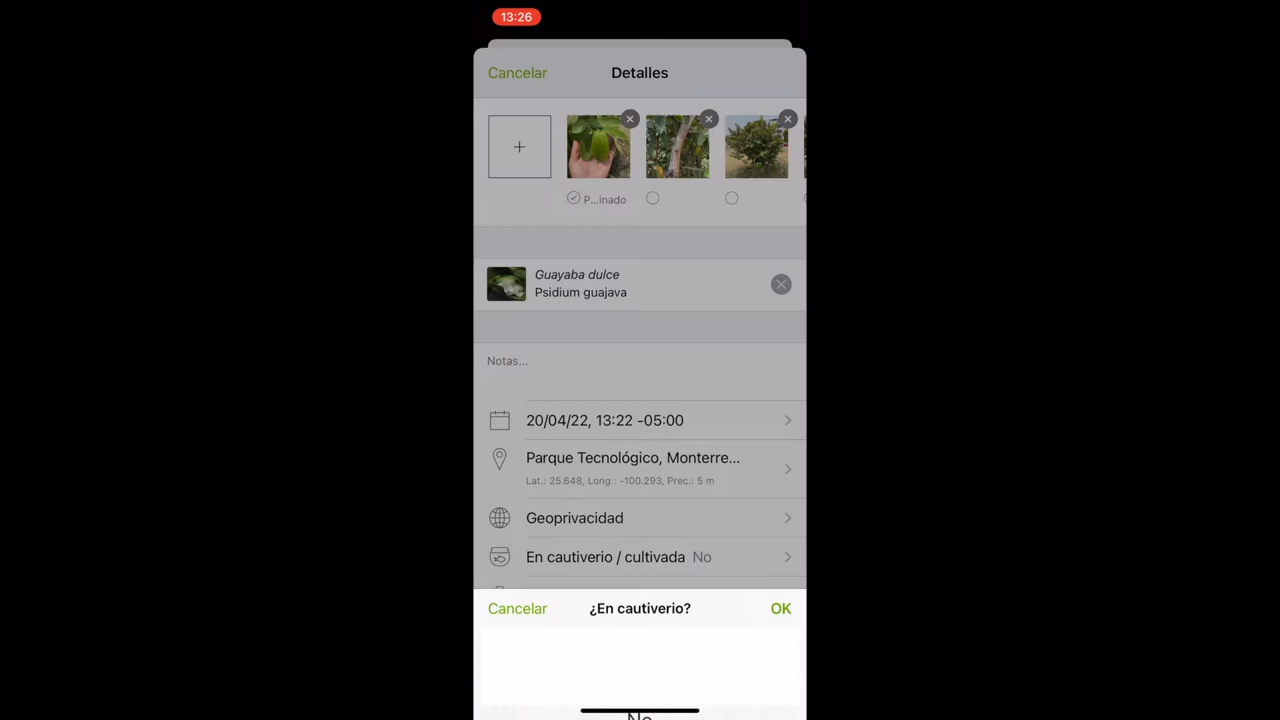 13:26
Cancelar
Detalles
P...inado
Guayaba dulce
Psidium guajava
Notas...
20/04/22, 13:22 -05:00
Parque Tecnológico, Monterre...
Lat.: 25.648, Long.: -100.293, Prec.: 5 m
Geoprivacidad
En cautiverio / cultivada No
Cancelar
¿En cautiverio?
OK
No